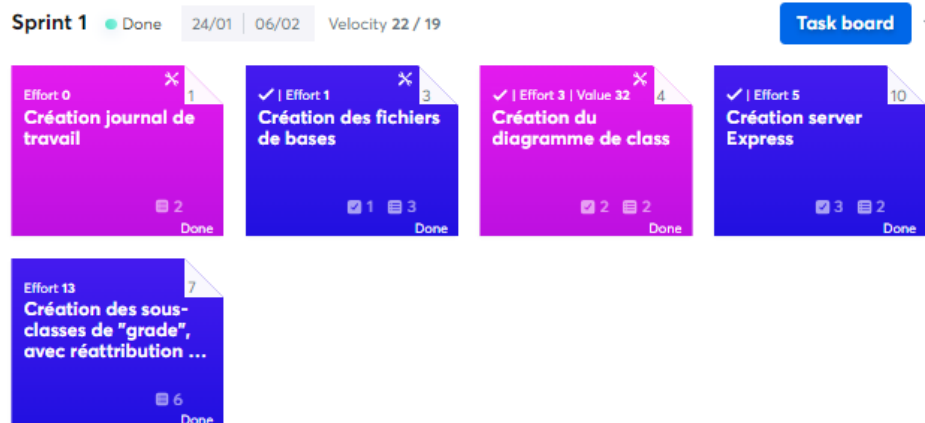 Sprint 1 Done 24/01 06/02 Velocity 22 / 19 Task board
1
Effort 0
Création journal de
travail
2
Done
3
| Effort 1
Création des fichiers
de bases
1 3
Done
4
| Effort 3 | Value 32
Création du
diagramme de class
2 2
Done
10
| Effort 5
Création server
Express
3 2
Done
7
Effort 13
Création des sous-
classes de "grade",
avec réattribution ...
6
Done